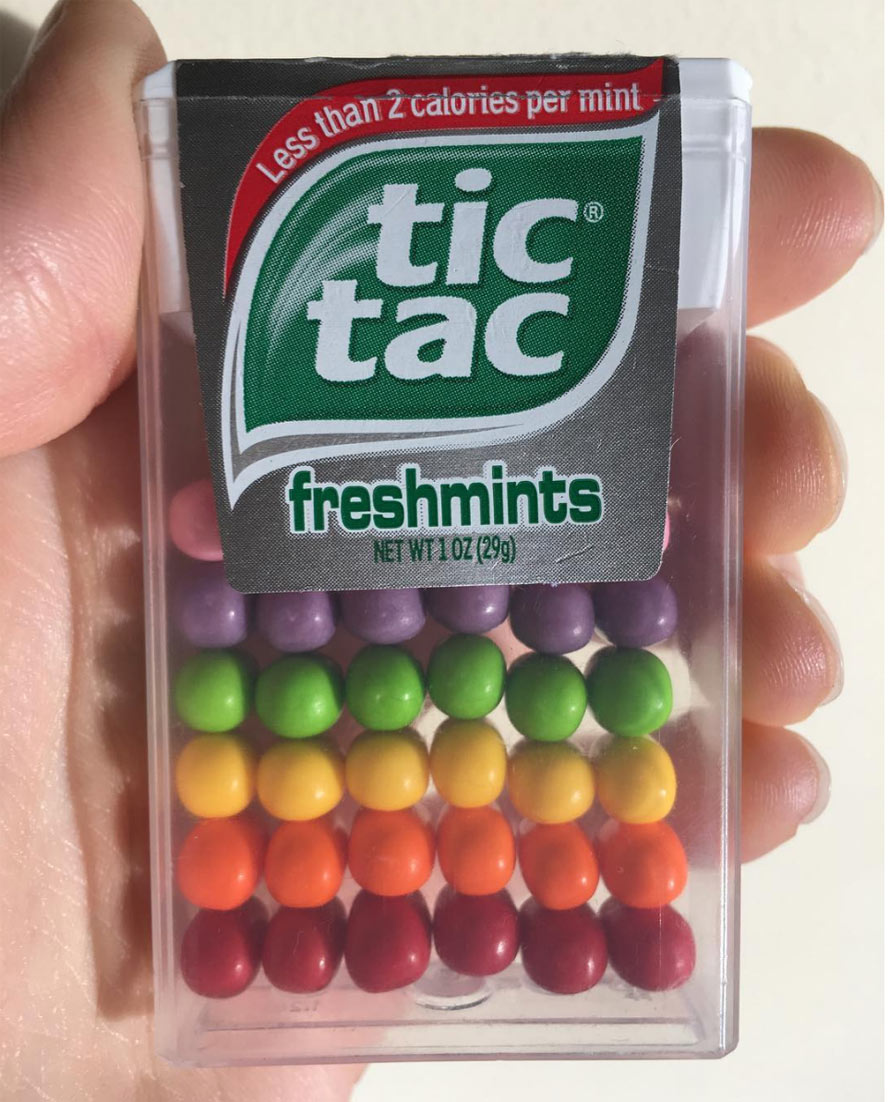 Less than 2 calories per mint
tic
tac®
freshmints
NET WT 1 OZ (29g)